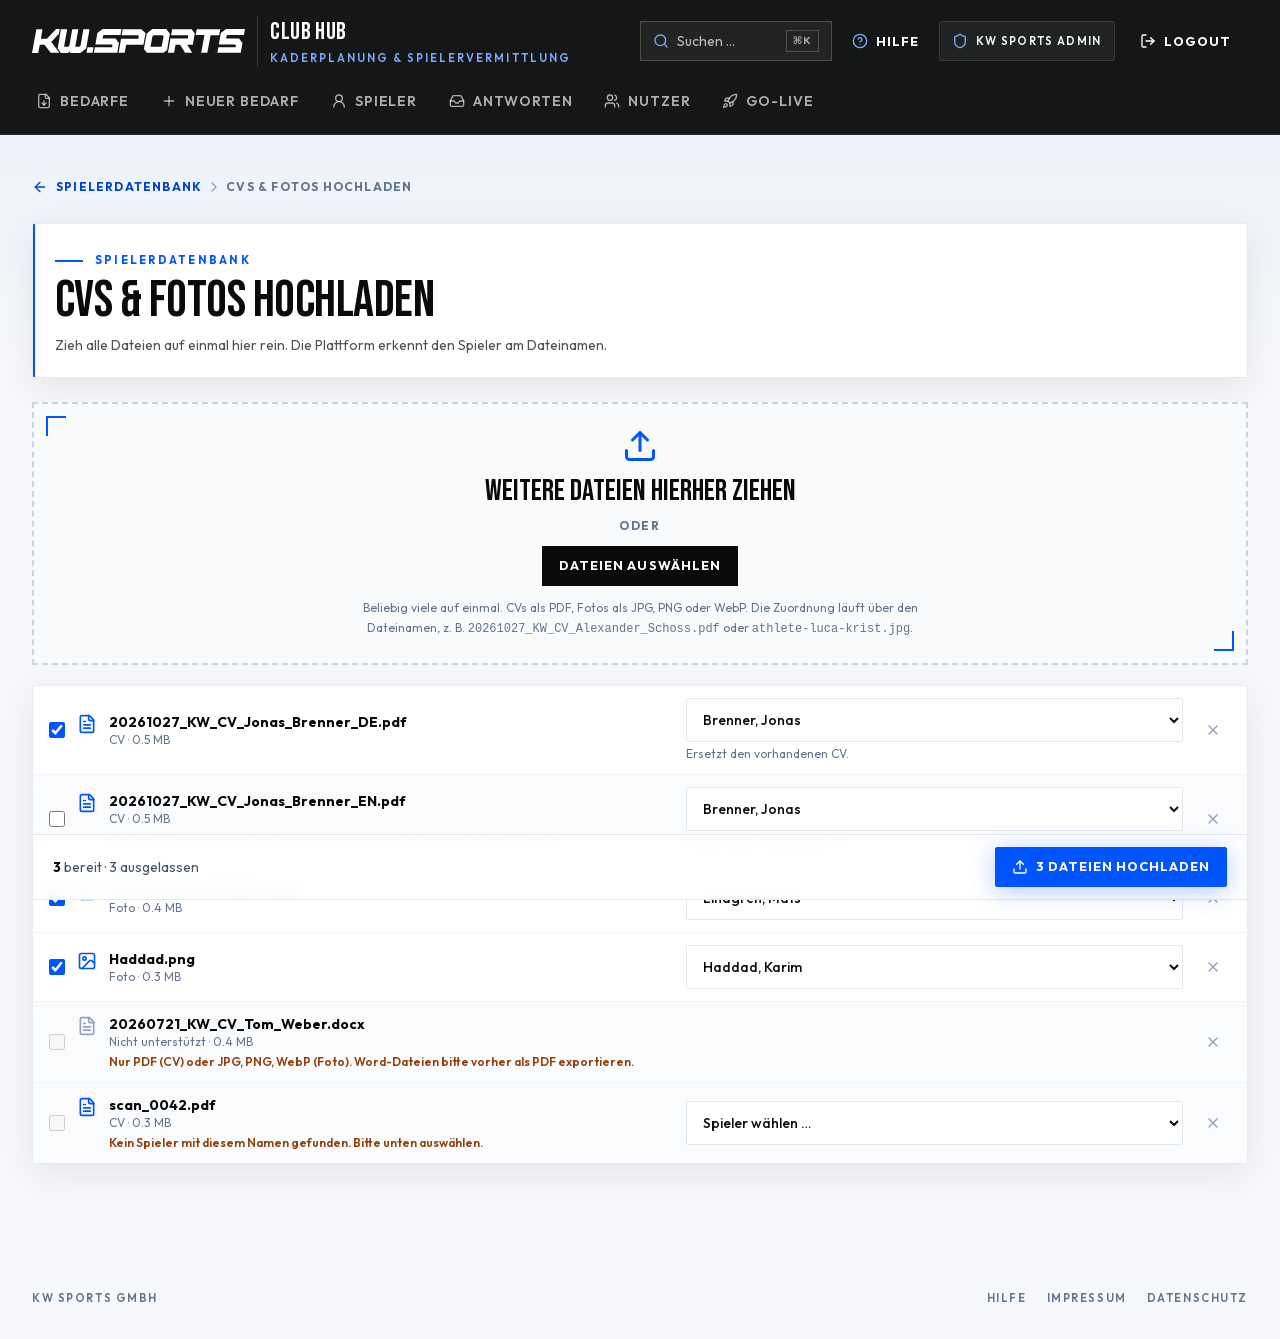 KW.SPORTS
CLUB HUB
KADERPLANUNG & SPIELERVERMITTLUNG
Suchen ...
⌘K
HILFE
KW SPORTS ADMIN
LOGOUT
BEDARFE
NEUER BEDARF
SPIELER
ANTWORTEN
NUTZER
GO-LIVE
SPIELERDATENBANK
CVS & FOTOS HOCHLADEN
SPIELERDATENBANK
CVS & FOTOS HOCHLADEN
Zieh alle Dateien auf einmal hier rein. Die Plattform erkennt den Spieler am Dateinamen.
WEITERE DATEIEN HIERHER ZIEHEN
ODER
DATEIEN AUSWÄHLEN
Beliebig viele auf einmal. CVs als PDF, Fotos als JPG, PNG oder WebP. Die Zuordnung läuft über den
Dateinamen, z. B. 20261027_KW_CV_Alexander_Schoss.pdf oder athlete-luca-krist.jpg.
20261027_KW_CV_Jonas_Brenner_DE.pdf
CV · 0.5 MB
Brenner, Jonas
Ersetzt den vorhandenen CV.
20261027_KW_CV_Jonas_Brenner_EN.pdf
CV · 0.5 MB
Brenner, Jonas
3 bereit · 3 ausgelassen
3 DATEIEN HOCHLADEN
Foto · 0.4 MB
Lindgren, Mats
Haddad.png
Foto · 0.3 MB
Haddad, Karim
20260721_KW_CV_Tom_Weber.docx
Nicht unterstützt · 0.4 MB
Nur PDF (CV) oder JPG, PNG, WebP (Foto). Word-Dateien bitte vorher als PDF exportieren.
scan_0042.pdf
CV · 0.3 MB
Kein Spieler mit diesem Namen gefunden. Bitte unten auswählen.
Spieler wählen ...
KW SPORTS GMBH
HILFE
IMPRESSUM
DATENSCHUTZ